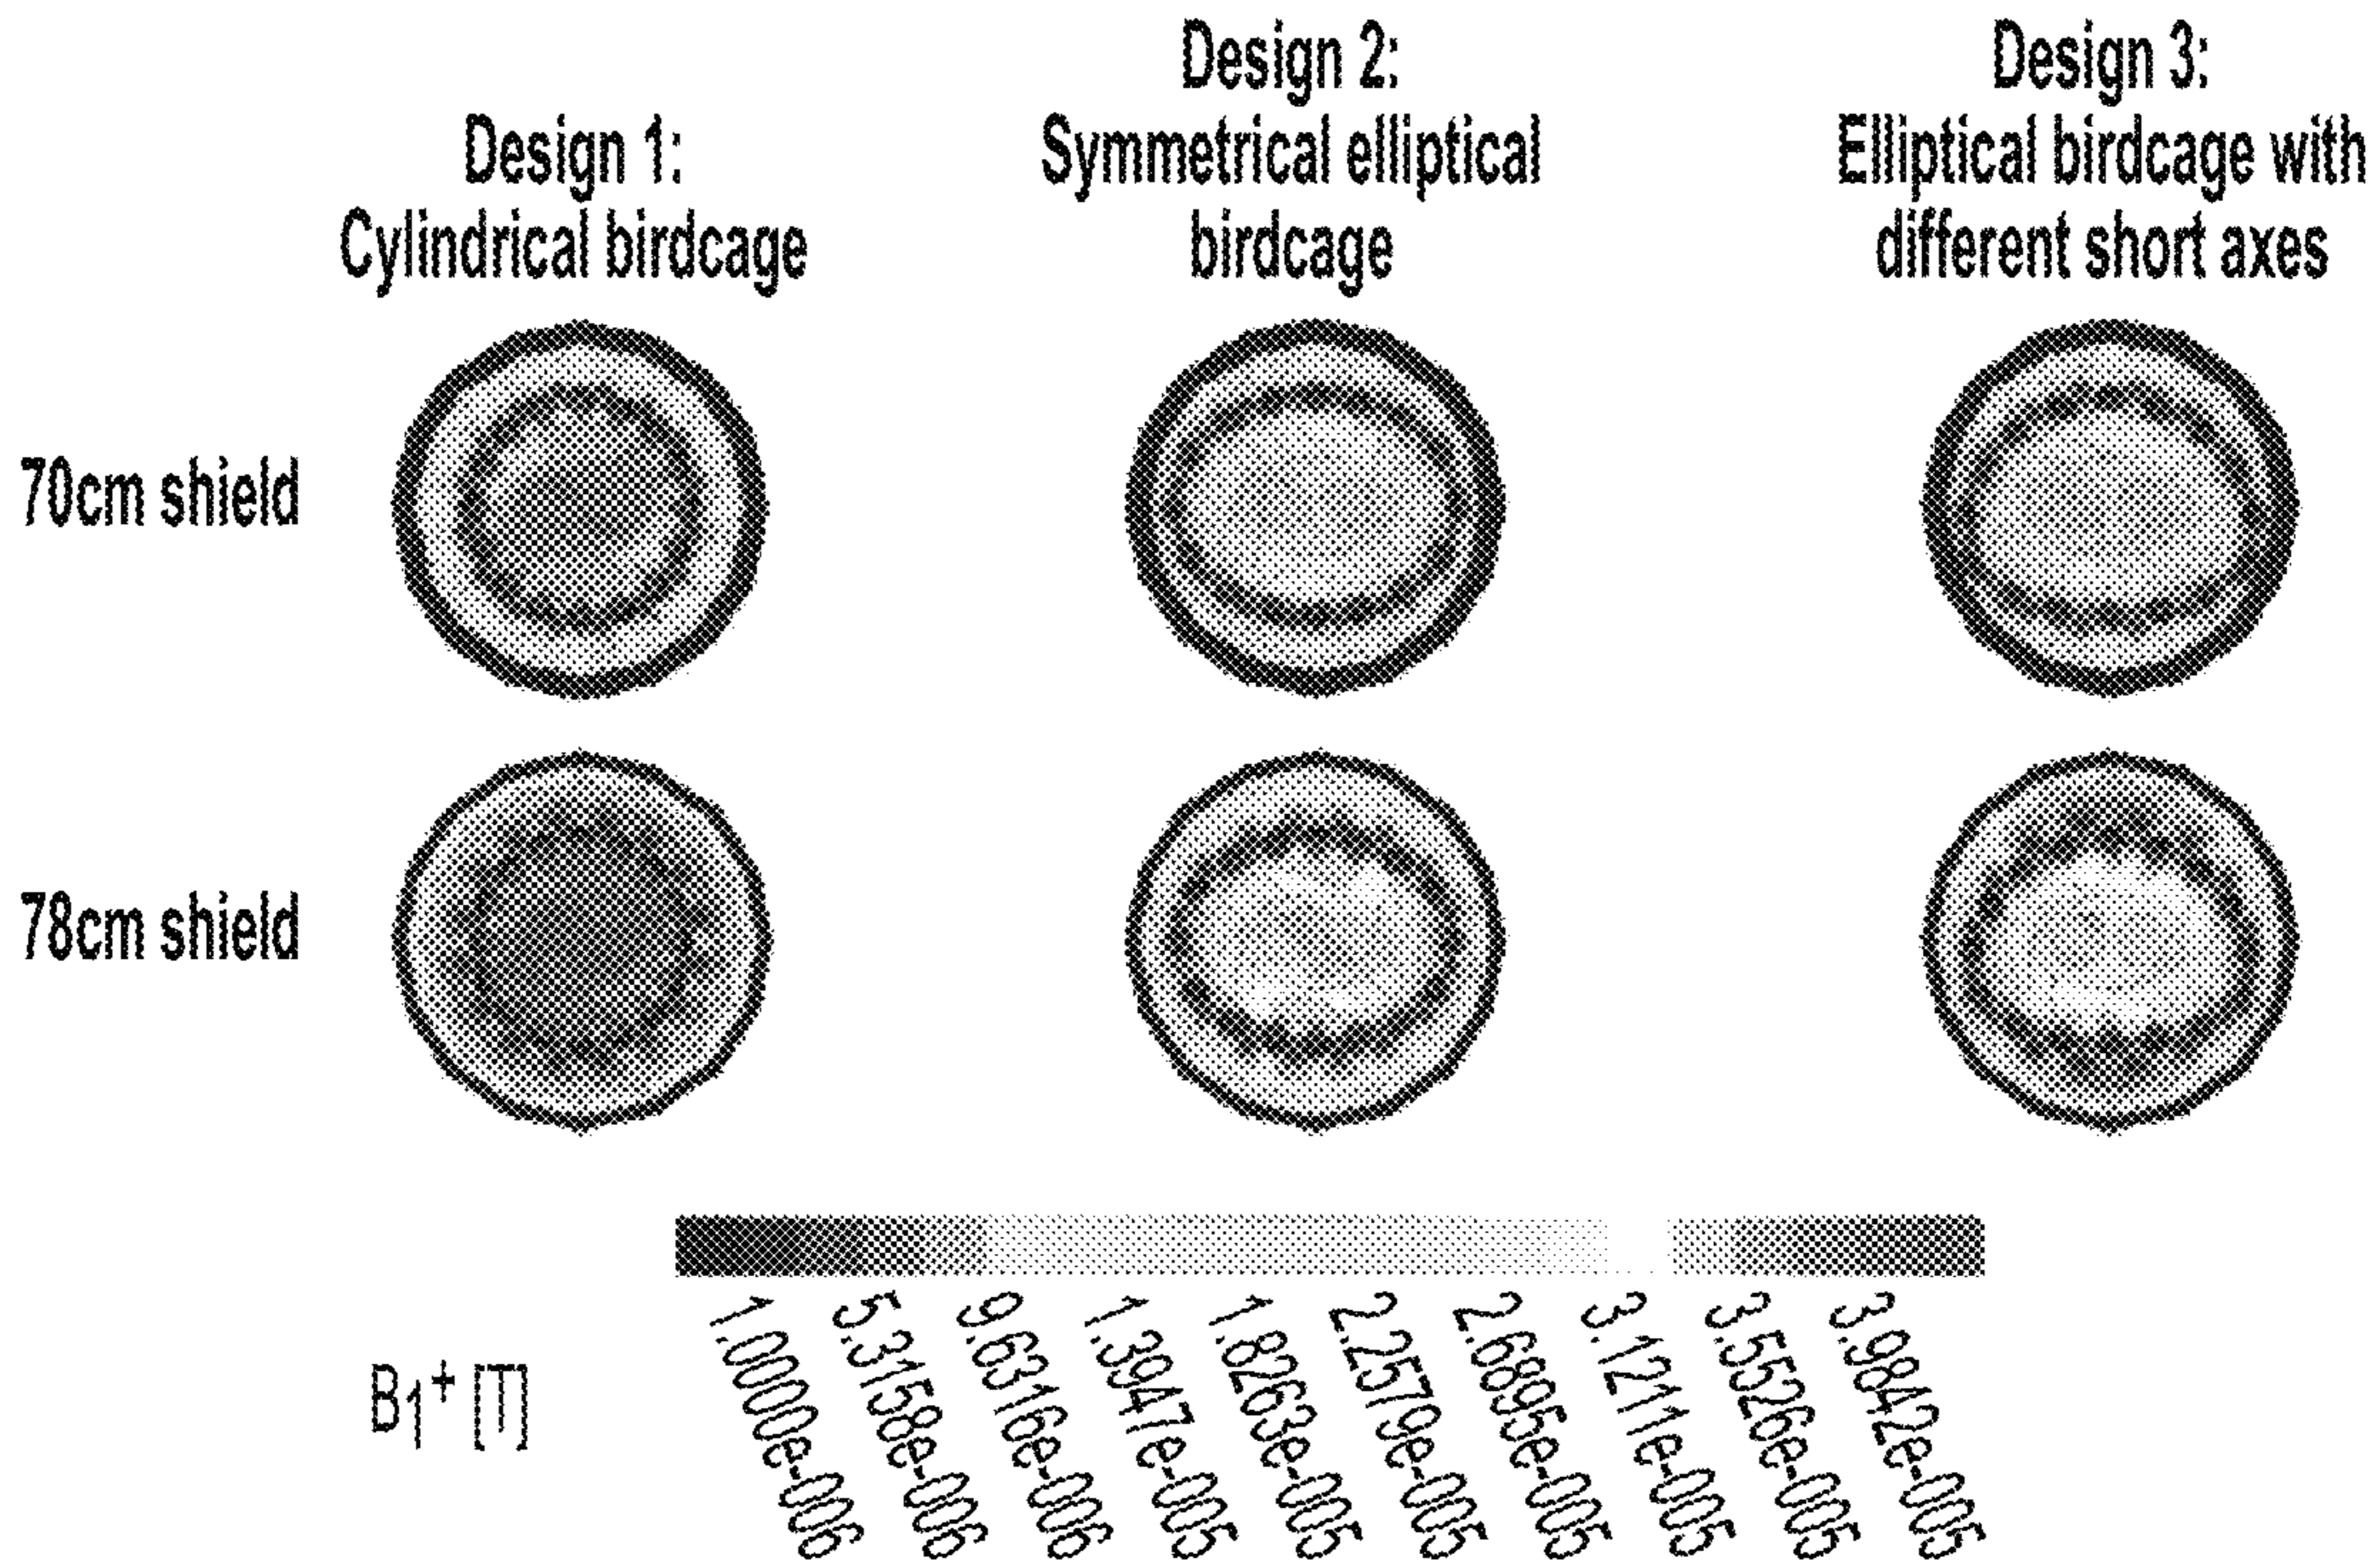 Design 1:
Cylindrical birdcage
Design 2:
Symmetrical elliptical
birdcage
Design 3:
Elliptical birdcage with
different short axes
70cm shield
78cm shield
B1+ [T]
1.0000e-006
5.3158e-006
9.6316e-006
1.3947e-005
1.8263e-005
2.2579e-005
2.6895e-005
3.1211e-005
3.5526e-005
3.9842e-005